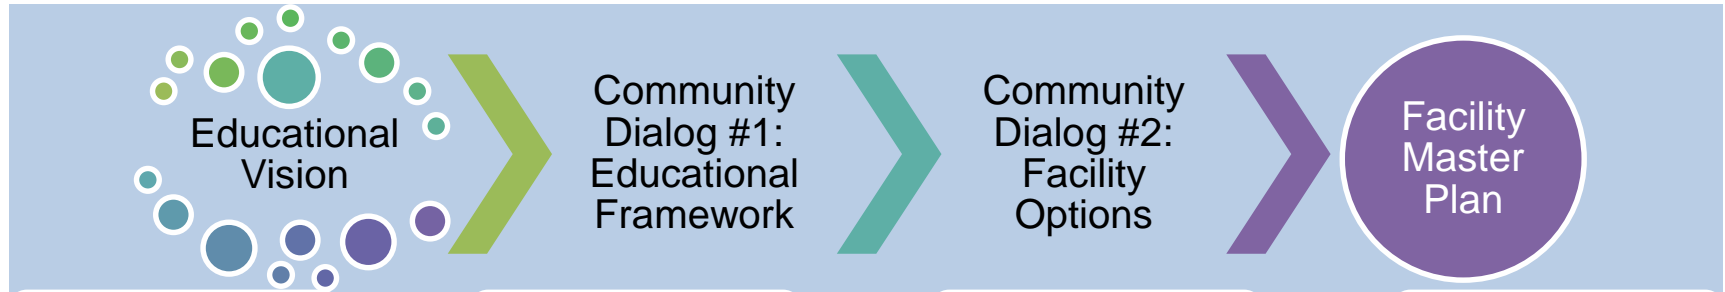 Educational
Vision
Community
Dialog #1:
Educational
Framework
Community
Dialog #2:
Facility
Options
Facility
Master
Plan